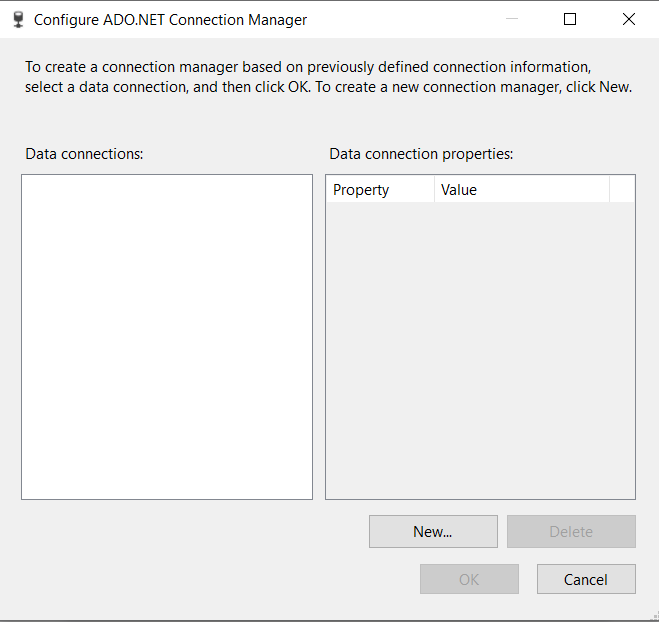 Configure ADO.NET Connection Manager
To create a connection manager based on previously defined connection information,
select a data connection, and then click OK. To create a new connection manager, click New.
Data connections:
Data connection properties:
Property
Value
New...
Delete
OK
Cancel